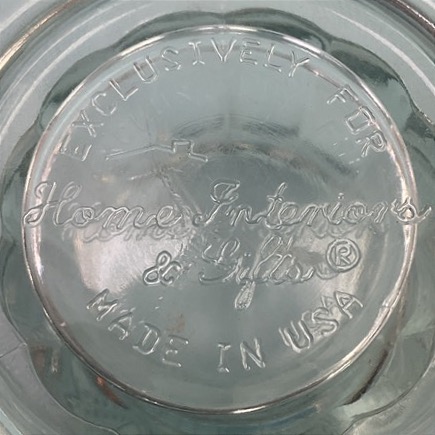 EXCLUSIVELY FOR
Home Interiors
& Gifts®
MADE IN USA